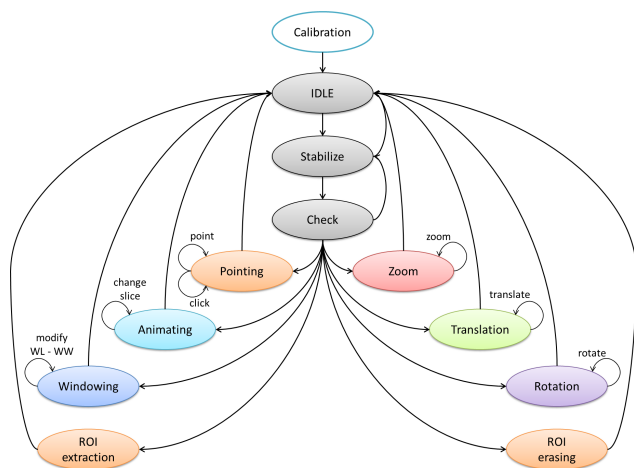 Calibration
IDLE
Stabilize
Check
point
Pointing
click
zoom
Zoom
change
slice
Animating
translate
Translation
modify
WL - WW
Windowing
rotate
Rotation
ROI
extraction
ROI
erasing